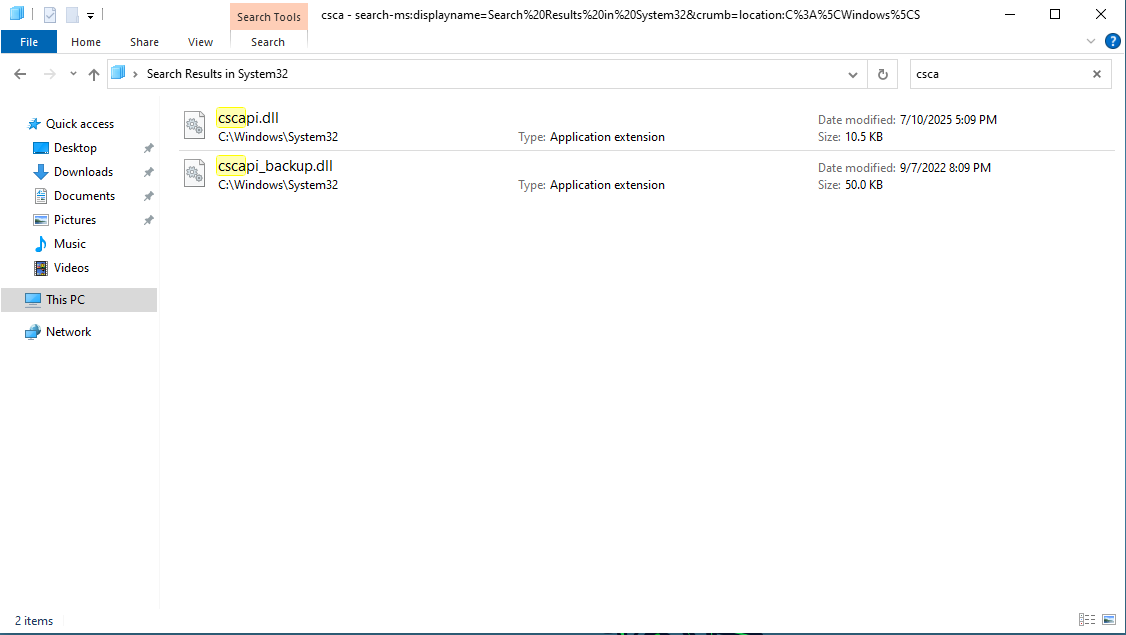 Search Tools
csca - search-ms:displayname=Search%20Results%20in%20System32&crumb=location:C%3A%5CWindows%5CS
File
Home
Share
View
Search
Search Results in System32
csca
Quick access
Desktop
Downloads
Documents
Pictures
Music
Videos
This PC
Network
cscapi.dll
C:\Windows\System32
Type: Application extension
Date modified: 7/10/2025 5:09 PM
Size: 10.5 KB
cscapi_backup.dll
C:\Windows\System32
Type: Application extension
Date modified: 9/7/2022 8:09 PM
Size: 50.0 KB
2 items